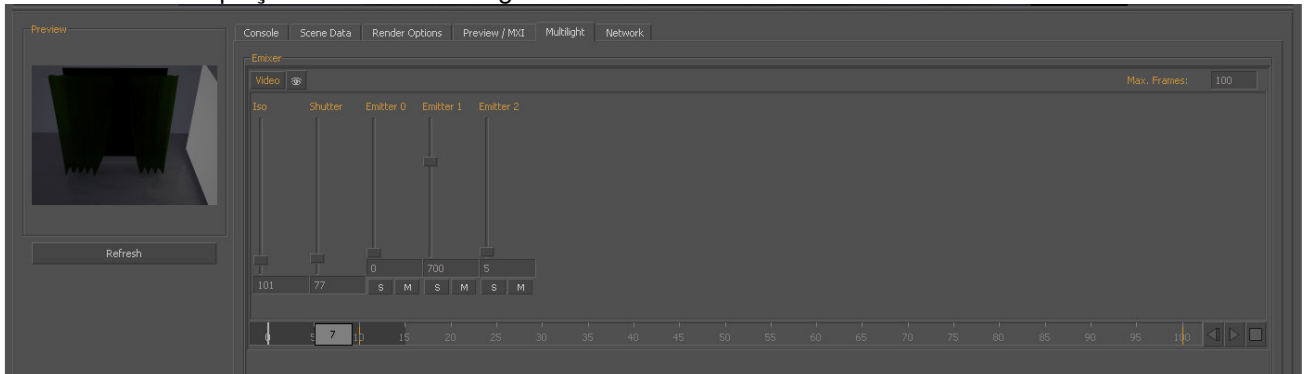 Preview
Console Scene Data Render Options Preview / MXI Multilight Network
Emixer
Video Max. Frames: 100
Iso Shutter Emitter 0 Emitter 1 Emitter 2
Refresh
0 700 5
101 77 S M S M S M
0 5 7 10 15 20 25 30 35 40 45 50 55 60 65 70 75 80 85 90 95 100